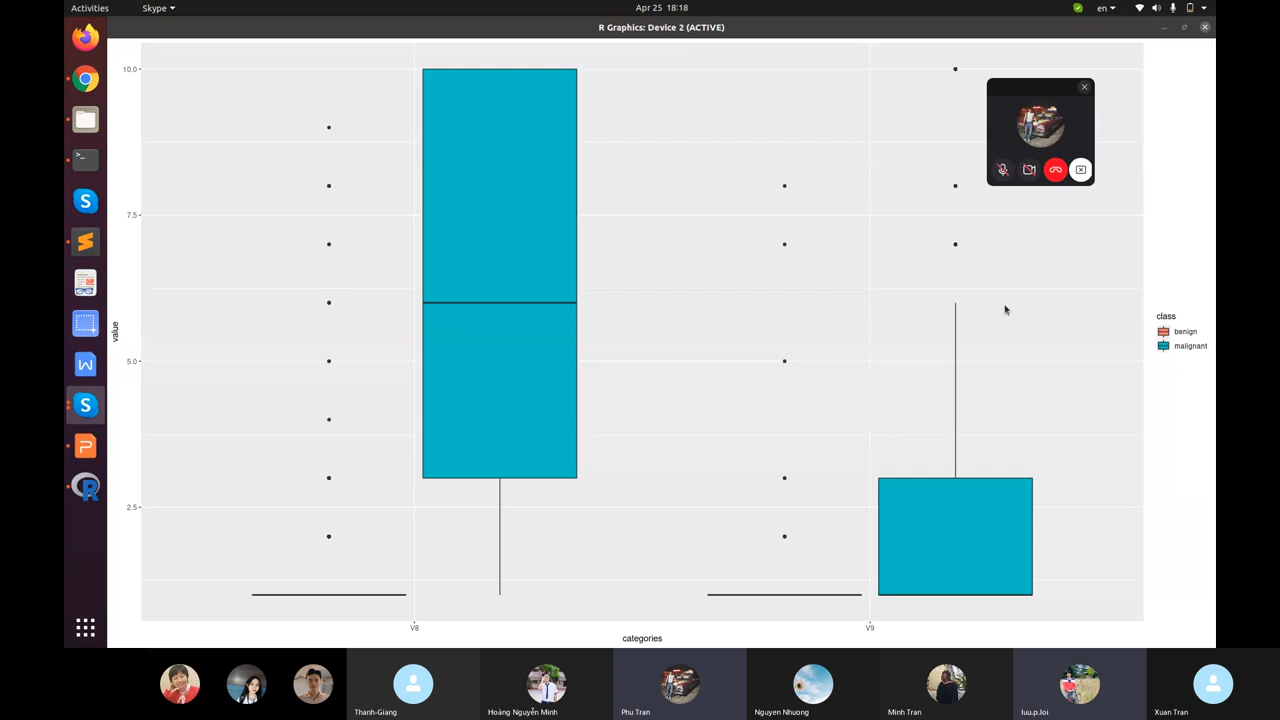 Activities
Skype
Apr 25 18:18
en
R Graphics: Device 2 (ACTIVE)
10.0
7.5
5.0
2.5
value
V8
V9
categories
class
benign
malignant
Thanh-Giang
Hoàng Nguyễn Minh
Phu Tran
Nguyen Nhuong
Minh Tran
luu.p.loi
Xuan Tran